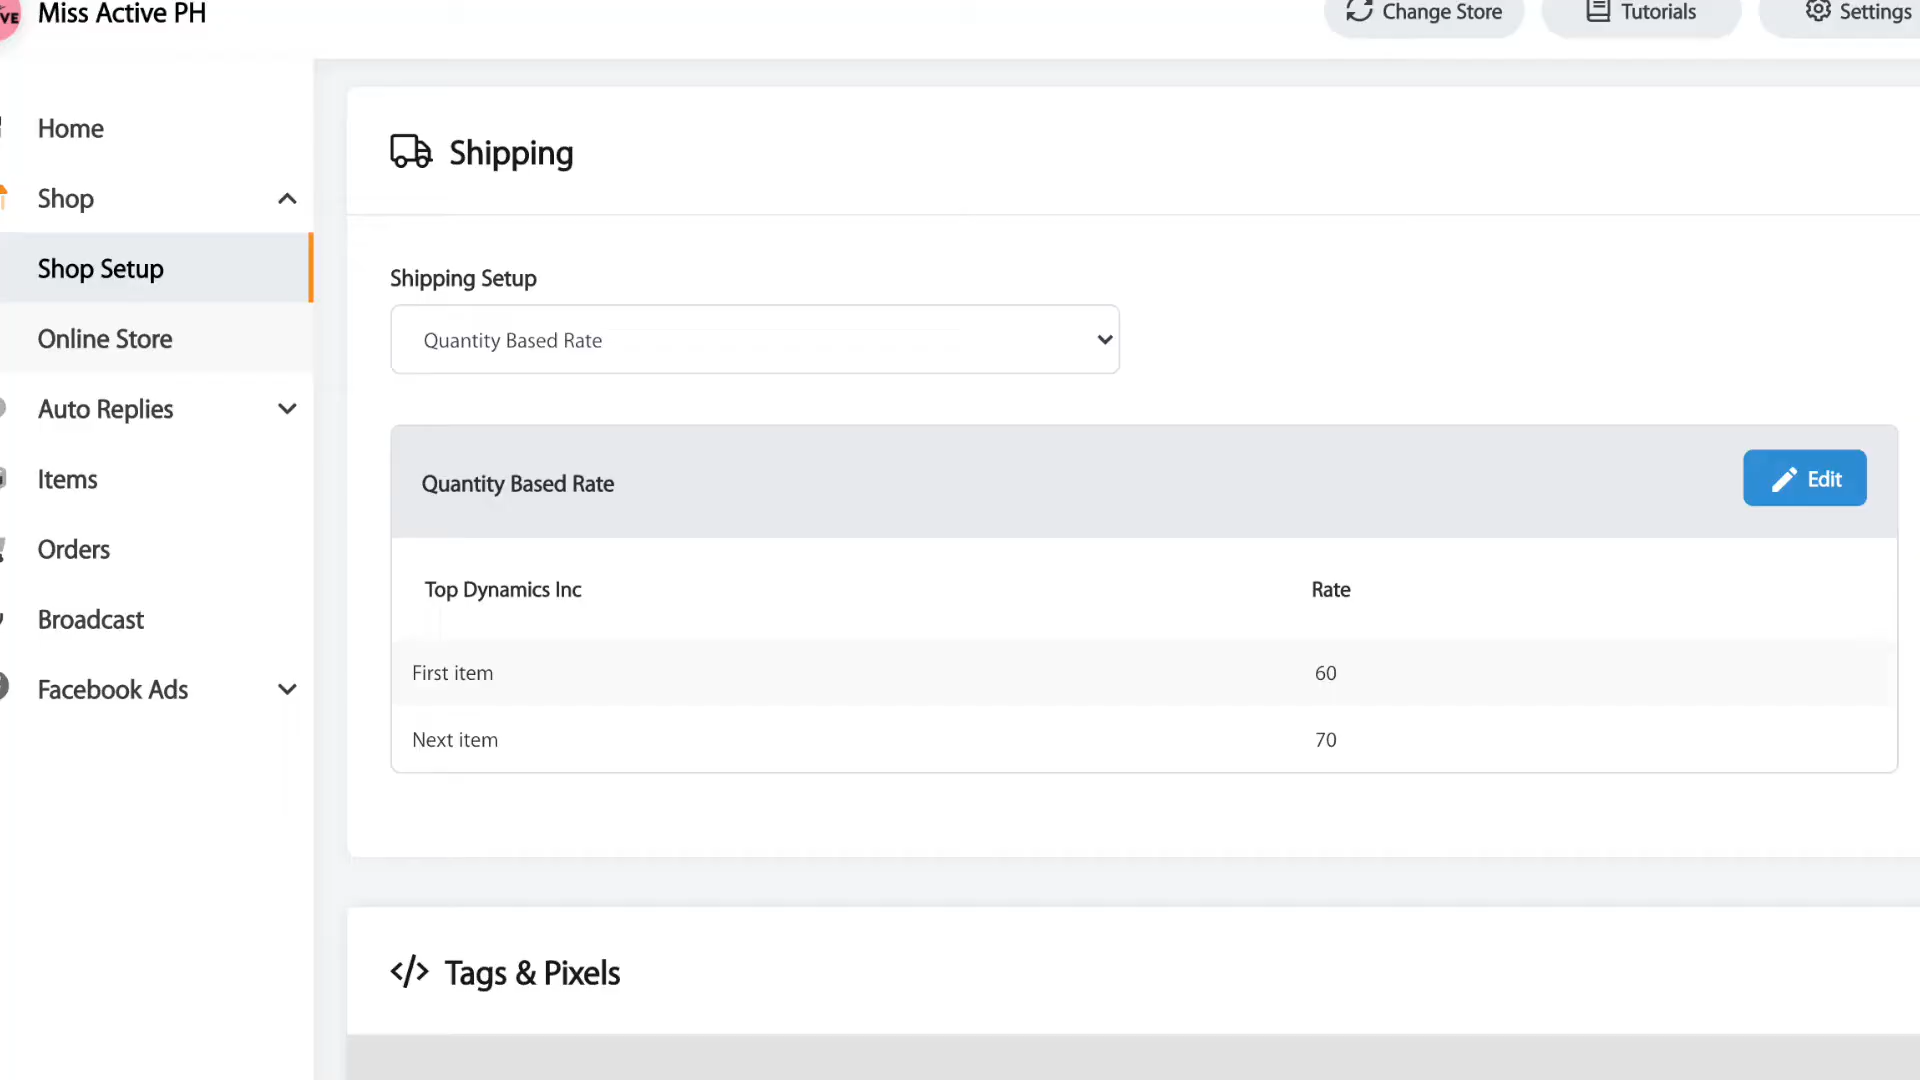 Miss Active PH
Change Store
Tutorials
Settings
Home
Shop
Shop Setup
Online Store
Auto Replies
Items
Orders
Broadcast
Facebook Ads
Shipping
Shipping Setup
Quantity Based Rate
Quantity Based Rate
Edit
Top Dynamics Inc Rate
First item 60
Next item 70
</> Tags & Pixels